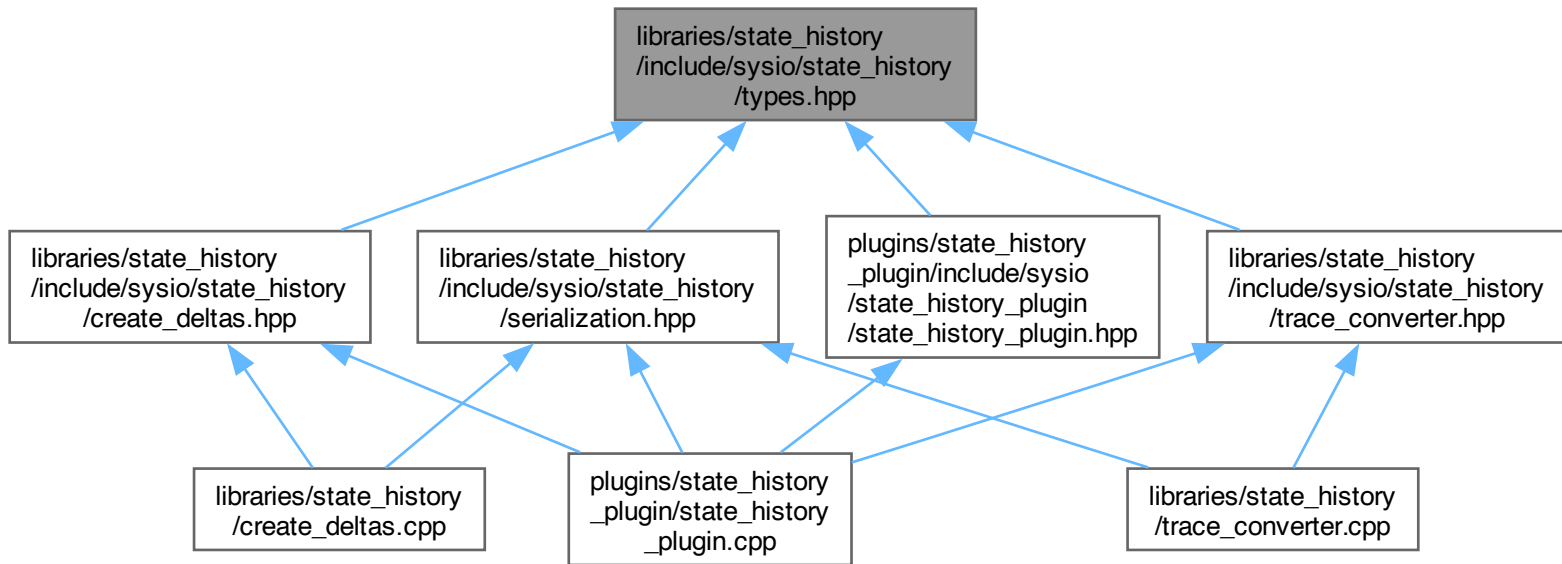 libraries/state_history
/include/sysio/state_history
/types.hpp
libraries/state_history
/include/sysio/state_history
/create_deltas.hpp
libraries/state_history
/include/sysio/state_history
/serialization.hpp
plugins/state_history
_plugin/include/sysio
/state_history_plugin
/state_history_plugin.hpp
libraries/state_history
/include/sysio/state_history
/trace_converter.hpp
libraries/state_history
/create_deltas.cpp
plugins/state_history
_plugin/state_history
_plugin.cpp
libraries/state_history
/trace_converter.cpp